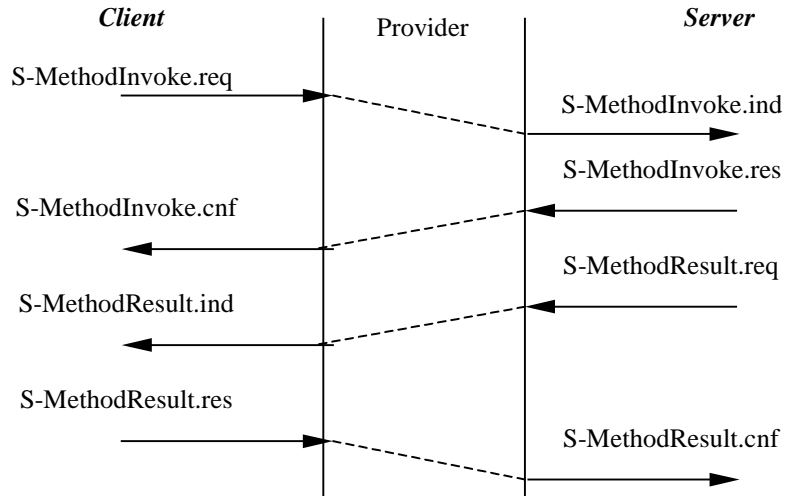 Client
Provider
Server
S-MethodInvoke.req
S-MethodInvoke.ind
S-MethodInvoke.res
S-MethodInvoke.cnf
S-MethodResult.req
S-MethodResult.ind
S-MethodResult.res
S-MethodResult.cnf